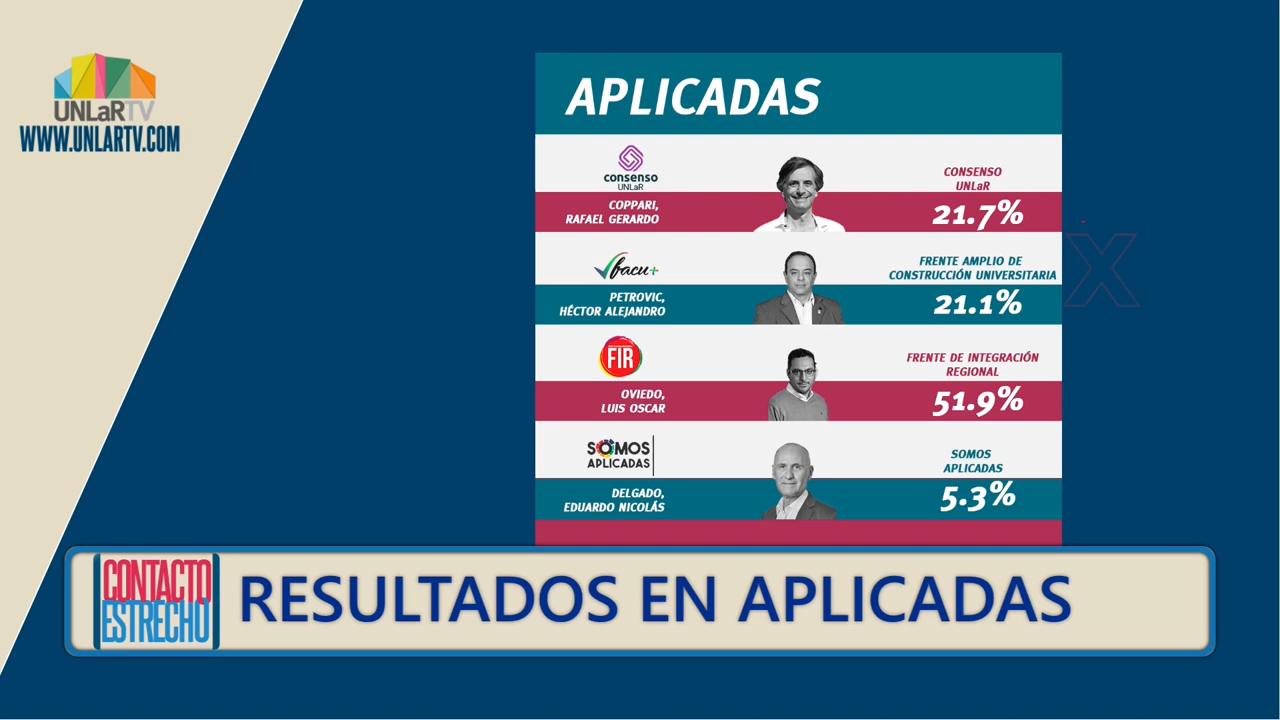 UNLaRTV
WWW.UNLARTV.COM
APLICADAS
consenso
UNLaR
COPPARI,
RAFAEL GERARDO
CONSENSO
UNLaR
21.7%
facu+
PETROVIC,
HÉCTOR ALEJANDRO
FRENTE AMPLIO DE
CONSTRUCCIÓN UNIVERSITARIA
21.1%
X
FIR
OVIEDO,
LUIS OSCAR
FRENTE DE INTEGRACIÓN
REGIONAL
51.9%
SOMOS
APLICADAS
DELGADO,
EDUARDO NICOLÁS
SOMOS
APLICADAS
5.3%
CONTACTO
ESTRECHO
RESULTADOS EN APLICADAS